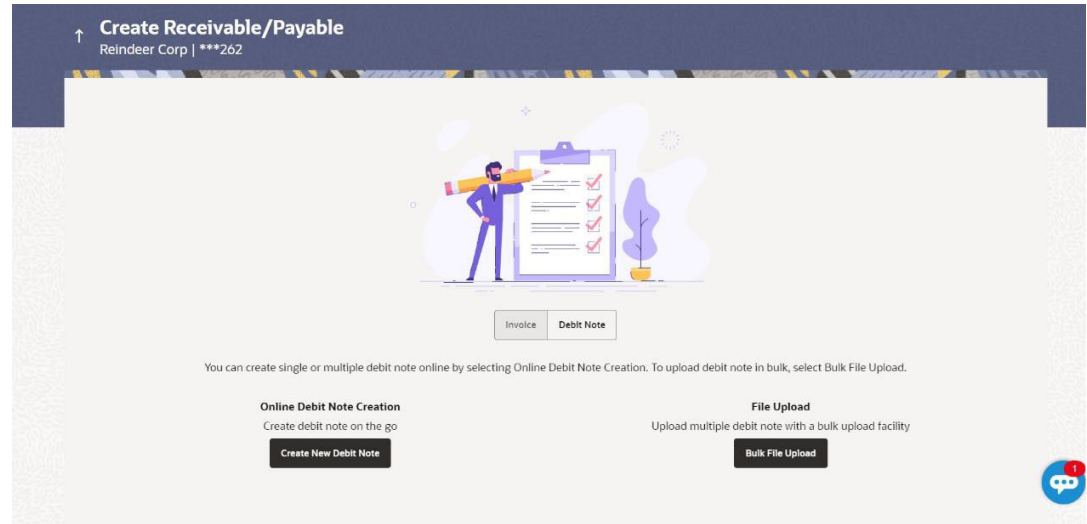 Create Receivable/Payable
Reindeer Corp | ***262
Invoice
Debit Note
You can create single or multiple debit note online by selecting Online Debit Note Creation. To upload debit note in bulk, select Bulk File Upload.
Online Debit Note Creation
Create debit note on the go
Create New Debit Note
File Upload
Upload multiple debit note with a bulk upload facility
Bulk File Upload
1